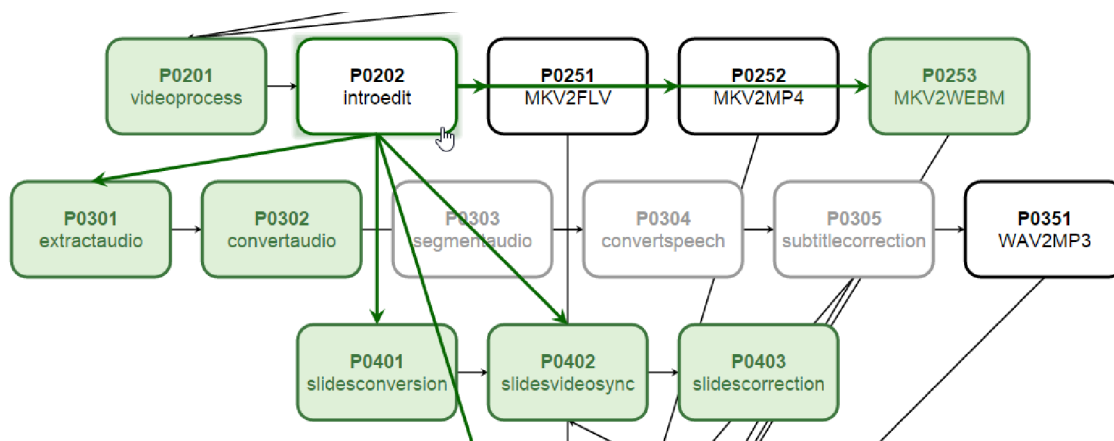 P0201
videoprocess
P0202
introedit
P0251
MKV2FLV
P0252
MKV2MP4
P0253
MKV2WEBM
P0301
extractaudio
P0302
convertaudio
P0303
segmentaudio
P0304
convertspeech
P0305
subtitlecorrection
P0351
WAV2MP3
P0401
slidesconversion
P0402
slidesvideosync
P0403
slidescorrection